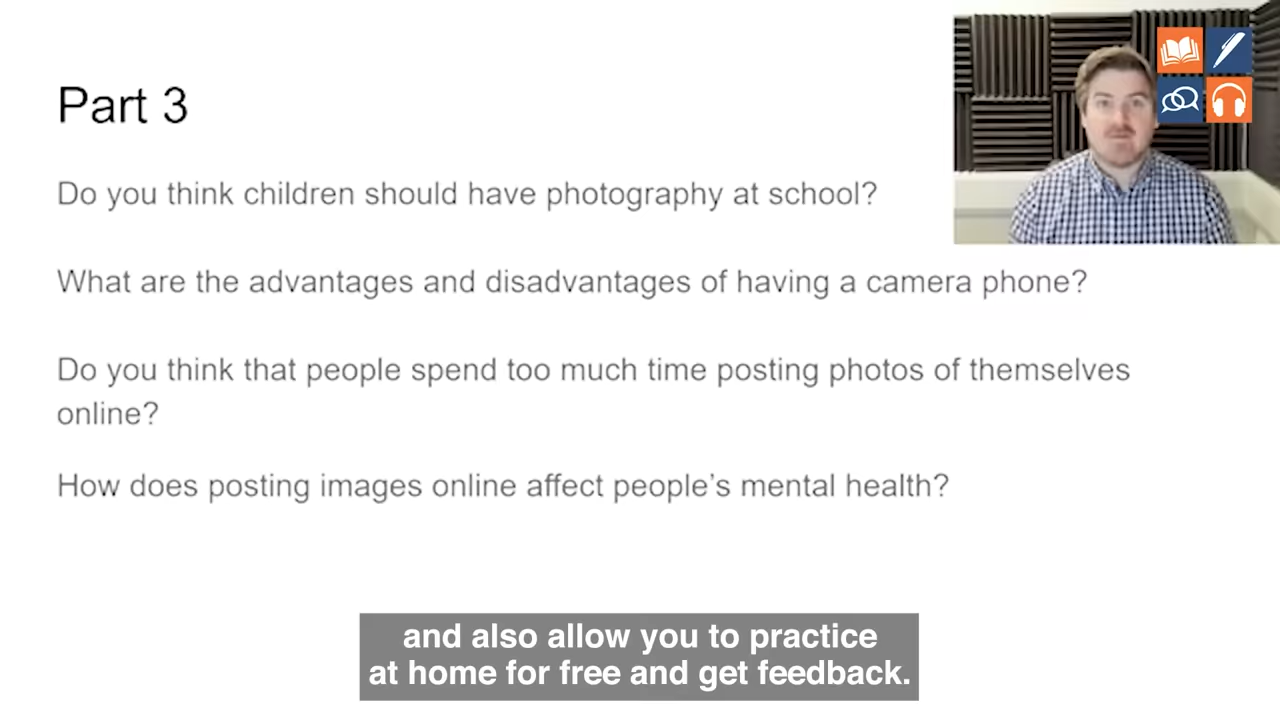 Part 3
Do you think children should have photography at school?
What are the advantages and disadvantages of having a camera phone?
Do you think that people spend too much time posting photos of themselves
online?
How does posting images online affect people’s mental health?
and also allow you to practice
at home for free and get feedback.